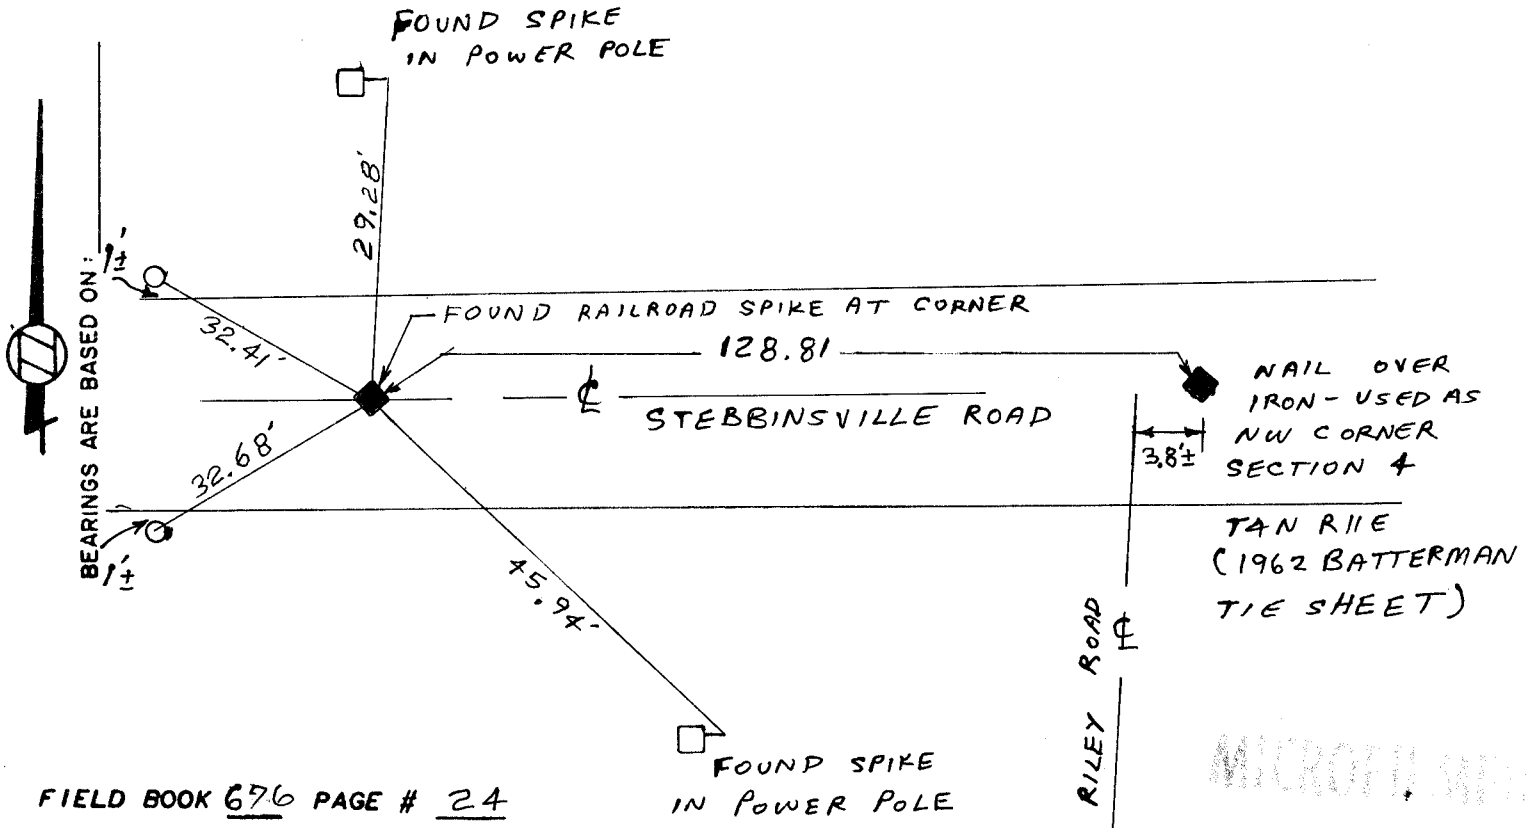 FOUND SPIKE
IN POWER POLE
29.28'
BEARINGS ARE BASED ON:
1'±
32.41'
FOUND RAILROAD SPIKE AT CORNER
128.81
℄
STEBBINSVILLE ROAD
NAIL OVER
IRON - USED AS
NW CORNER
SECTION 4
T4N R11E
(1962 BATTERMAN
TIE SHEET)
3.8'±
32.68'
1'±
45.94'
RILEY ROAD ℄
FOUND SPIKE
IN POWER POLE
FIELD BOOK 676 PAGE # 24